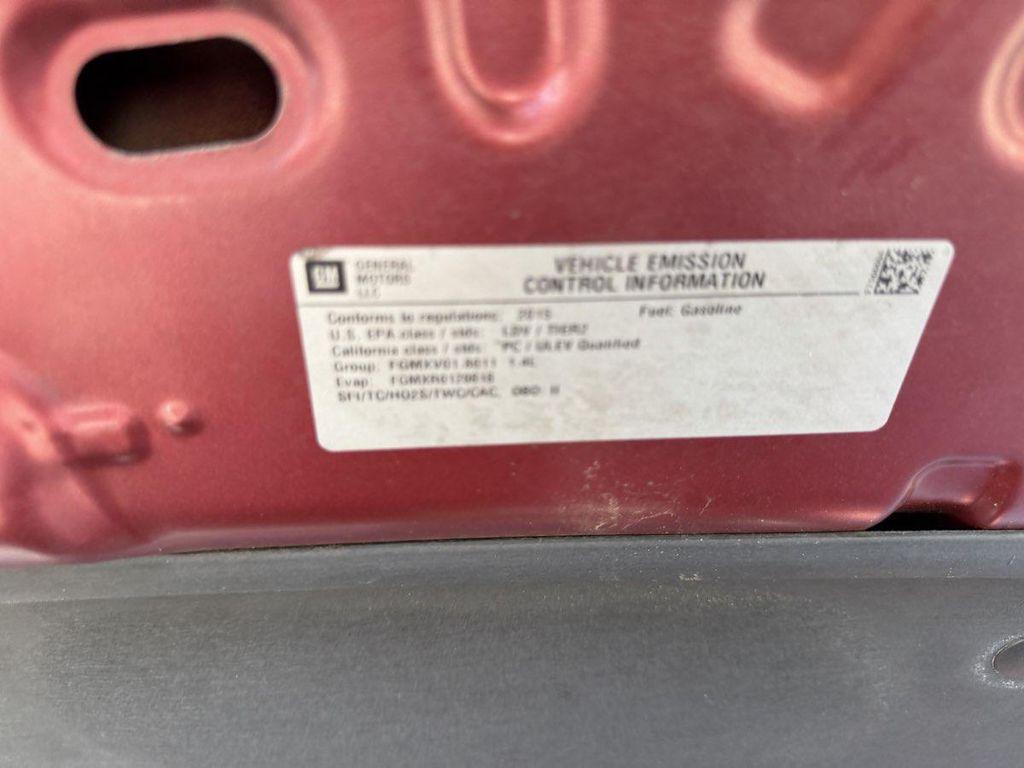 GM
GENERAL
MOTORS
LLC
VEHICLE EMISSION
CONTROL INFORMATION
Conforms to regulations: 2015
Fuel: Gasoline
U.S. EPA class / stds: LDV / TIER2
California class / stds: PC / ULEV Qualified
Group: FGMXV01.8011 1.4L
Evap: FGMXR0120818
SFI/TC/HO2S/TWC/CAC, OBD II